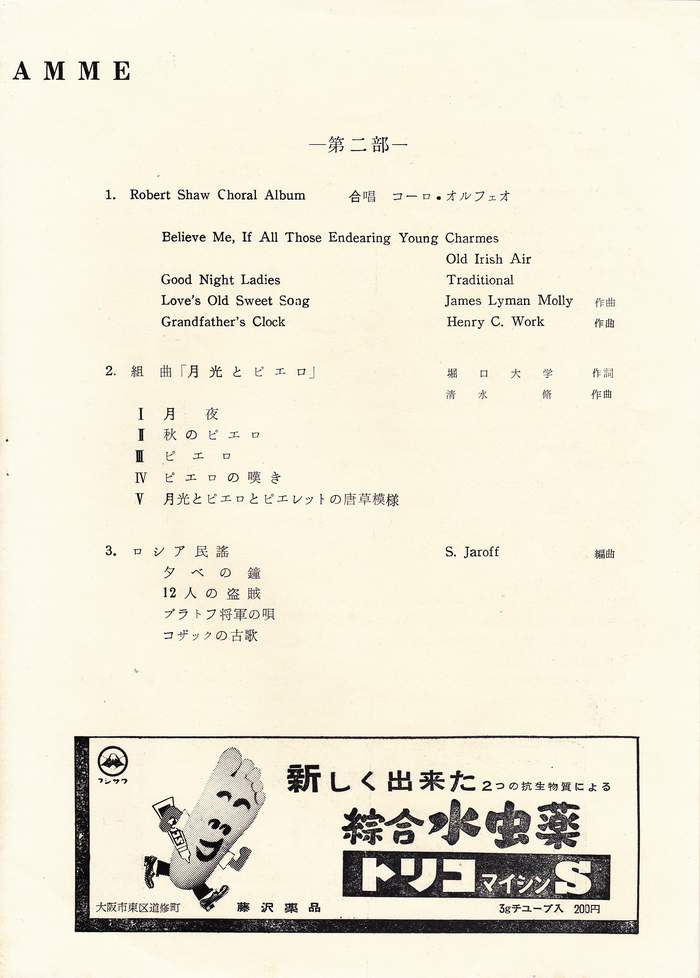 AMME
—第二部—
1. Robert Shaw Choral Album 合唱 コーロ・オルフェオ
Believe Me, If All Those Endearing Young Charmes
Old Irish Air
Good Night Ladies Traditional
Love's Old Sweet Song James Lyman Molly 作曲
Grandfather's Clock Henry C. Work 作曲
2. 組曲「月光とピエロ」 堀口大学 作詞
清水脩 作曲
Ⅰ 月夜
Ⅱ 秋のピエロ
Ⅲ ピエロ
Ⅳ ピエロの嘆き
Ⅴ 月光とピエロとピエレットの唐草模様
3. ロシア民謡 S. Jaroff 編曲
夕べの鐘
12人の盗賊
プラトフ将軍の唄
コザックの古歌
フジサワ
新しく出来た 2つの抗生物質による
綜合水虫薬
トリコマイシンS
大阪市東区道修町 藤沢薬品 3gチューブ入 200円